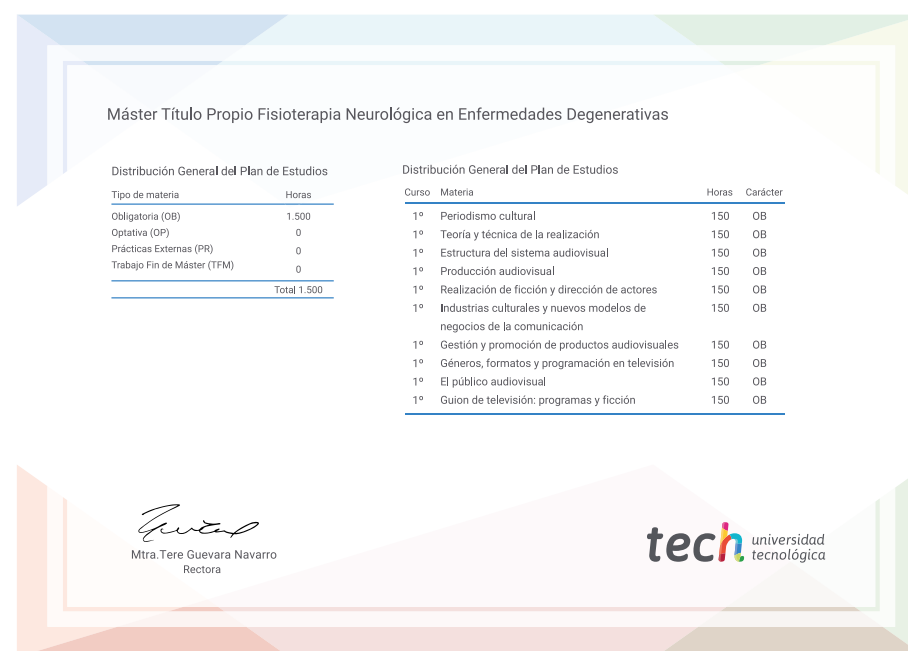 Máster Título Propio Fisioterapia Neurológica en Enfermedades Degenerativas
Distribución General del Plan de Estudios
Tipo de materia Horas
Obligatoria (OB) 1.500
Optativa (OP) 0
Prácticas Externas (PR) 0
Trabajo Fin de Máster (TFM) 0
Total 1.500
Distribución General del Plan de Estudios
Curso Materia Horas Carácter
1º Periodismo cultural 150 OB
1º Teoría y técnica de la realización 150 OB
1º Estructura del sistema audiovisual 150 OB
1º Producción audiovisual 150 OB
1º Realización de ficción y dirección de actores 150 OB
1º Industrias culturales y nuevos modelos de 150 OB
negocios de la comunicación
1º Gestión y promoción de productos audiovisuales 150 OB
1º Géneros, formatos y programación en televisión 150 OB
1º El público audiovisual 150 OB
1º Guion de televisión: programas y ficción 150 OB
Mtra.Tere Guevara Navarro
Rectora
tech universidad
tecnológica